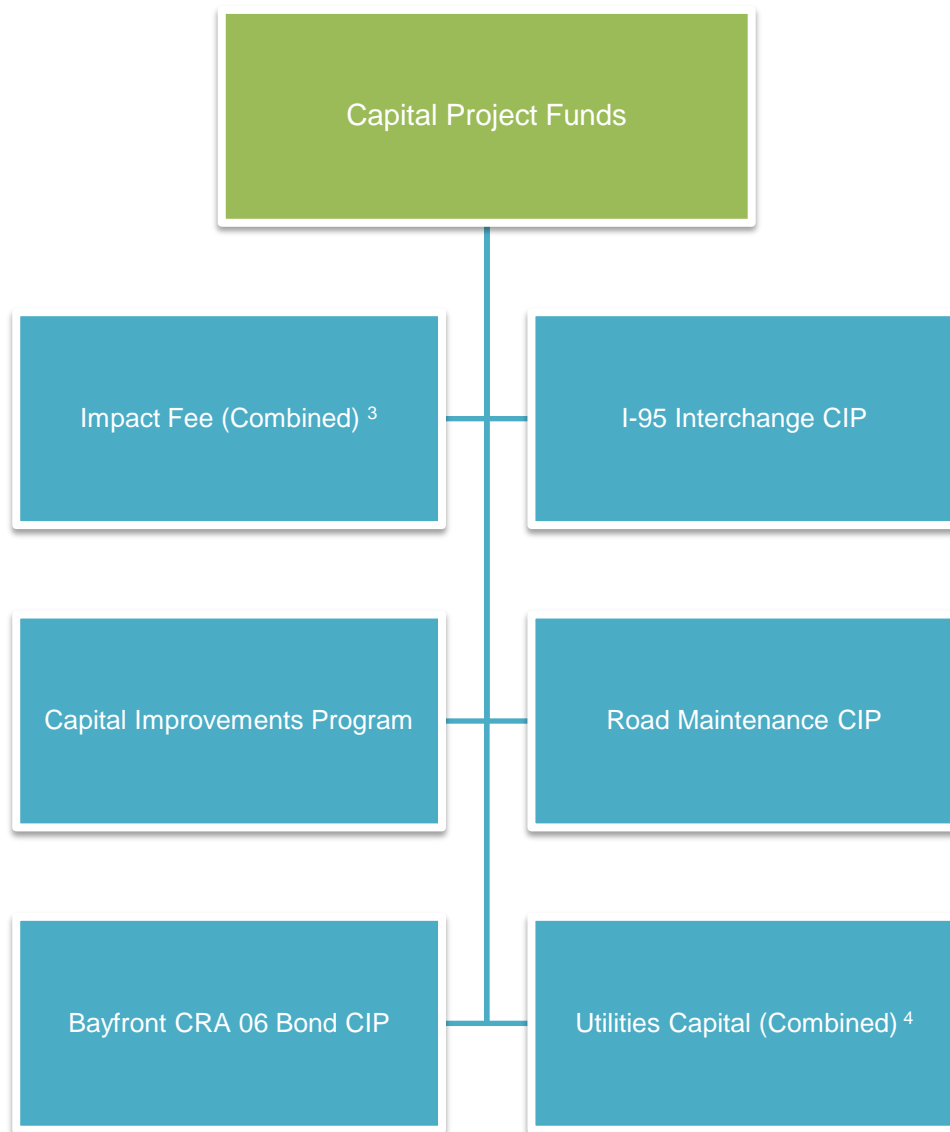 Capital Project Funds
Impact Fee (Combined) 3
I-95 Interchange CIP
Capital Improvements Program
Road Maintenance CIP
Bayfront CRA 06 Bond CIP
Utilities Capital (Combined) 4